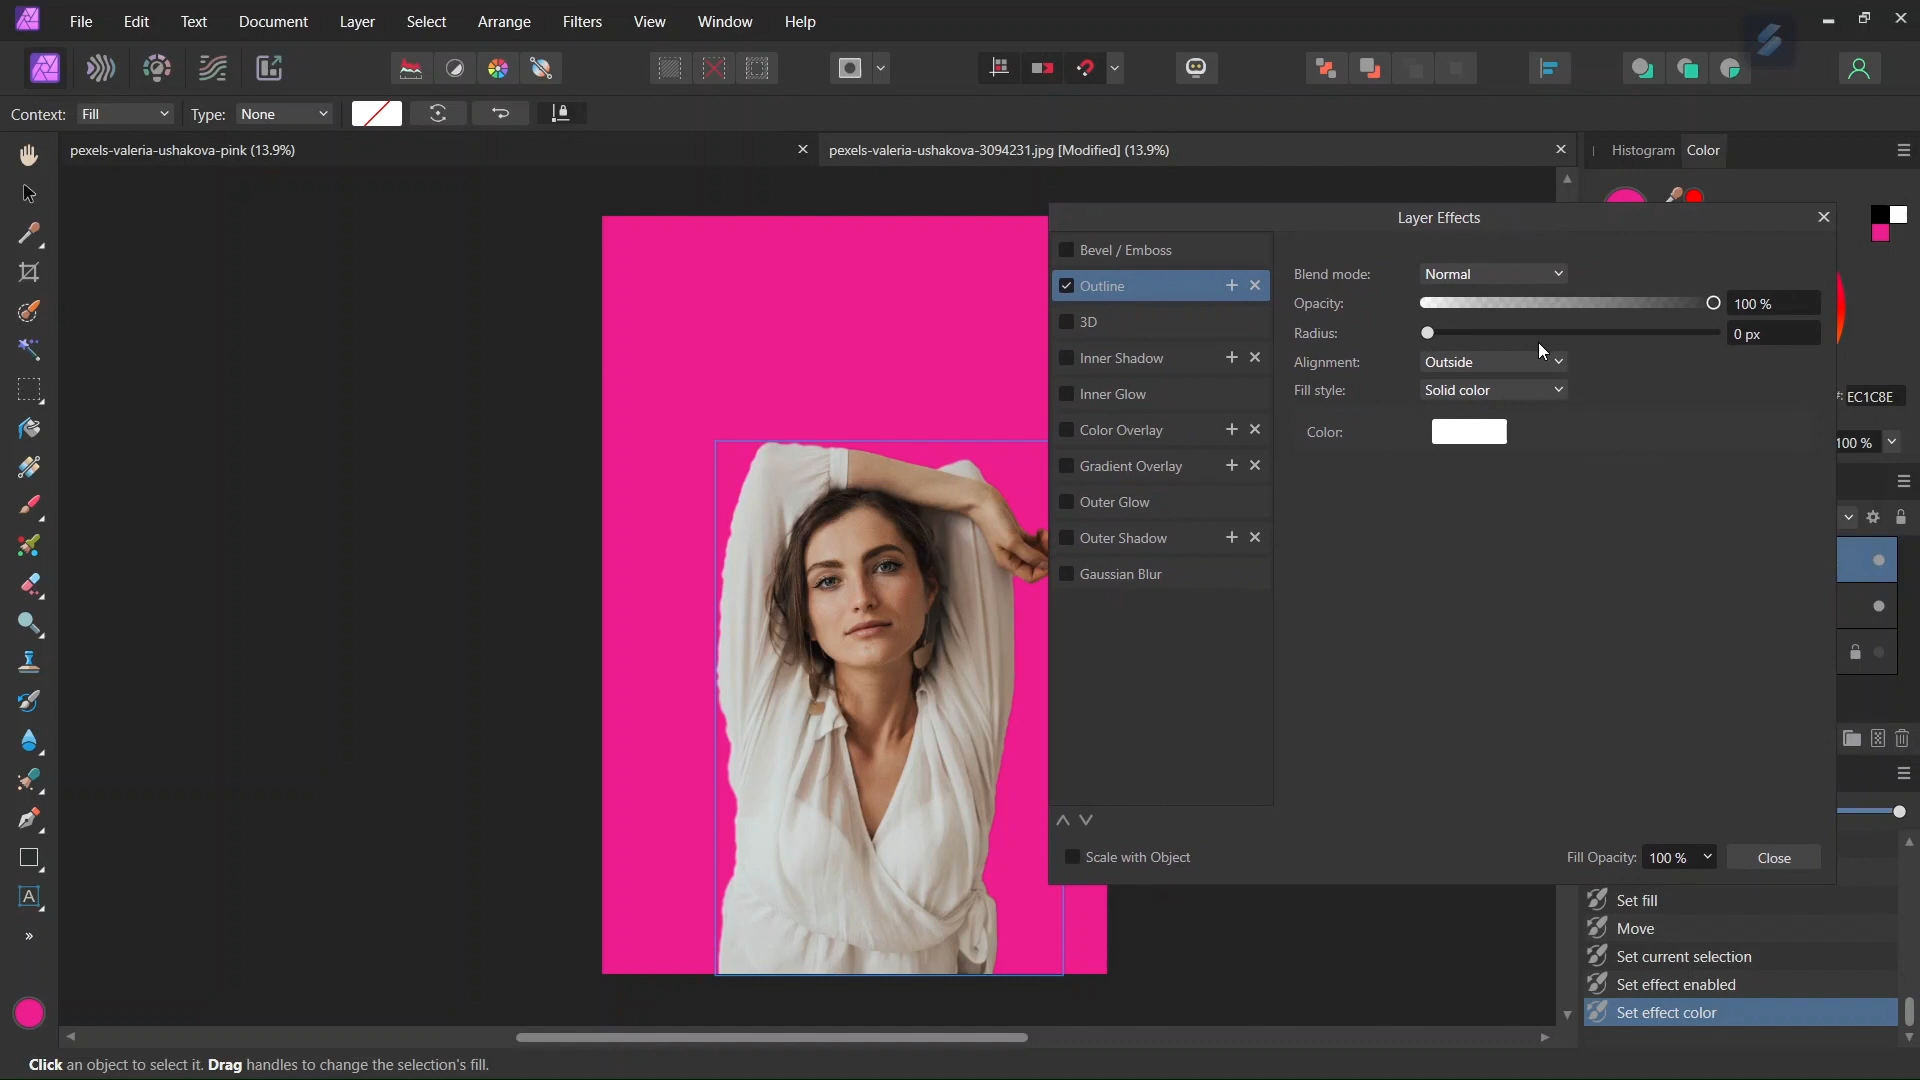 File Edit Text Document Layer Select Arrange Filters View Window Help
Context: Fill Type: None
pexels-valeria-ushakova-pink (13.9%)
pexels-valeria-ushakova-3094231.jpg [Modified] (13.9%)
Histogram Color
Layer Effects
Bevel / Emboss
Outline
3D
Inner Shadow
Inner Glow
Color Overlay
Gradient Overlay
Outer Glow
Outer Shadow
Gaussian Blur
Blend mode: Normal
Opacity: 100 %
Radius: 0 px
Alignment: Outside
Fill style: Solid color
Color:
EC1C8E
100 %
Scale with Object
Fill Opacity: 100 % Close
Set fill
Move
Set current selection
Set effect enabled
Set effect color
A
Click an object to select it. Drag handles to change the selection's fill.